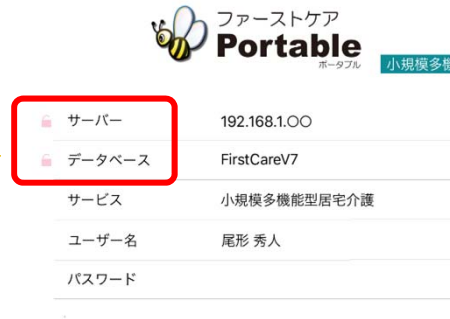 ファーストケア
Portable
ポータブル
小規模多機
サーバー 192.168.1.〇〇
データベース FirstCareV7
サービス 小規模多機能型居宅介護
ユーザー名 尾形 秀人
パスワード